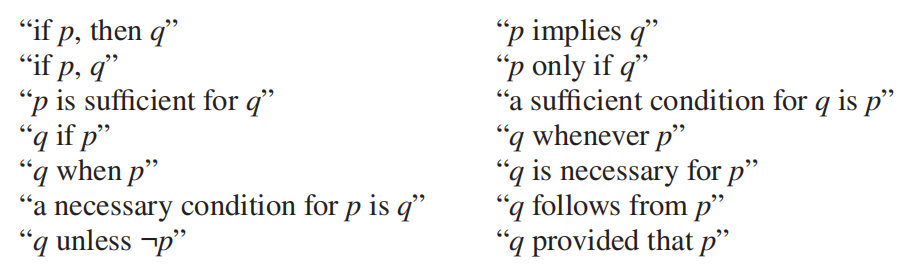 “if p, then q”
“if p, q”
“p is sufficient for q”
“q if p”
“q when p”
“a necessary condition for p is q”
“q unless ¬p”
“p implies q”
“p only if q”
“a sufficient condition for q is p”
“q whenever p”
“q is necessary for p”
“q follows from p”
“q provided that p”